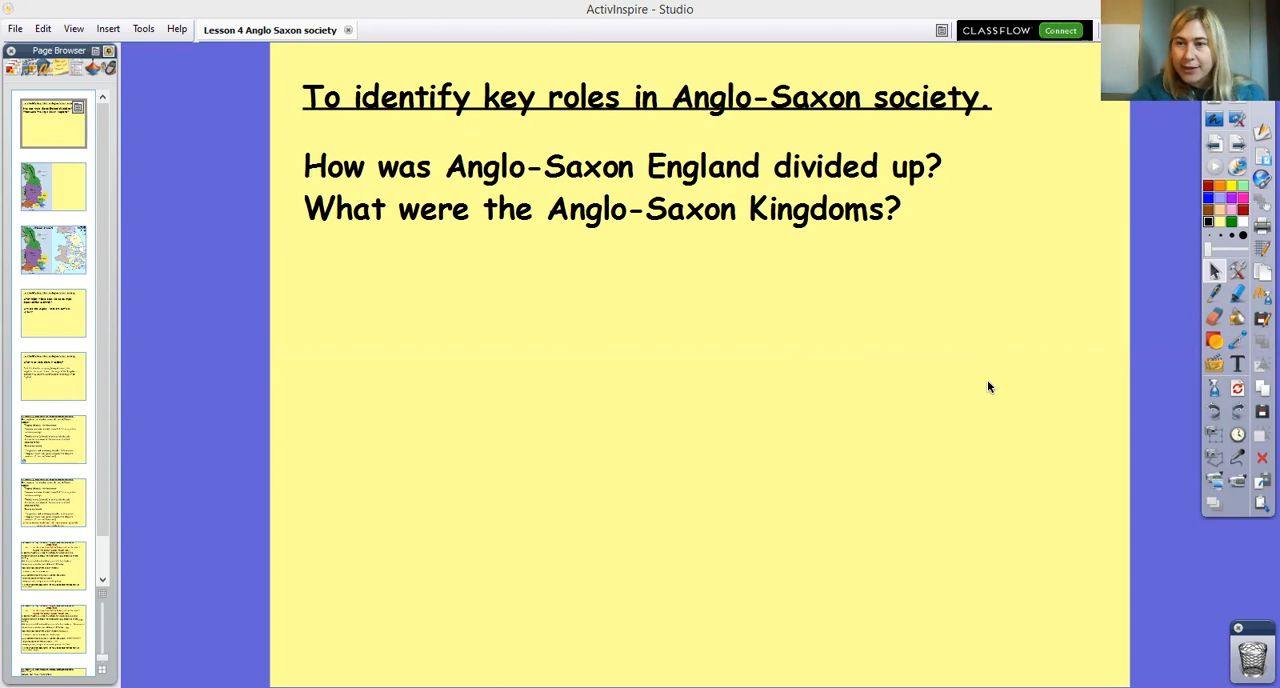 ActivInspire - Studio
File Edit View Insert Tools Help
Lesson 4 Anglo Saxon society
CLASSFLOW Connect
Page Browser
To identify key roles in Anglo-Saxon society.
How was Anglo-Saxon England divided up?
What were the Anglo-Saxon Kingdoms?